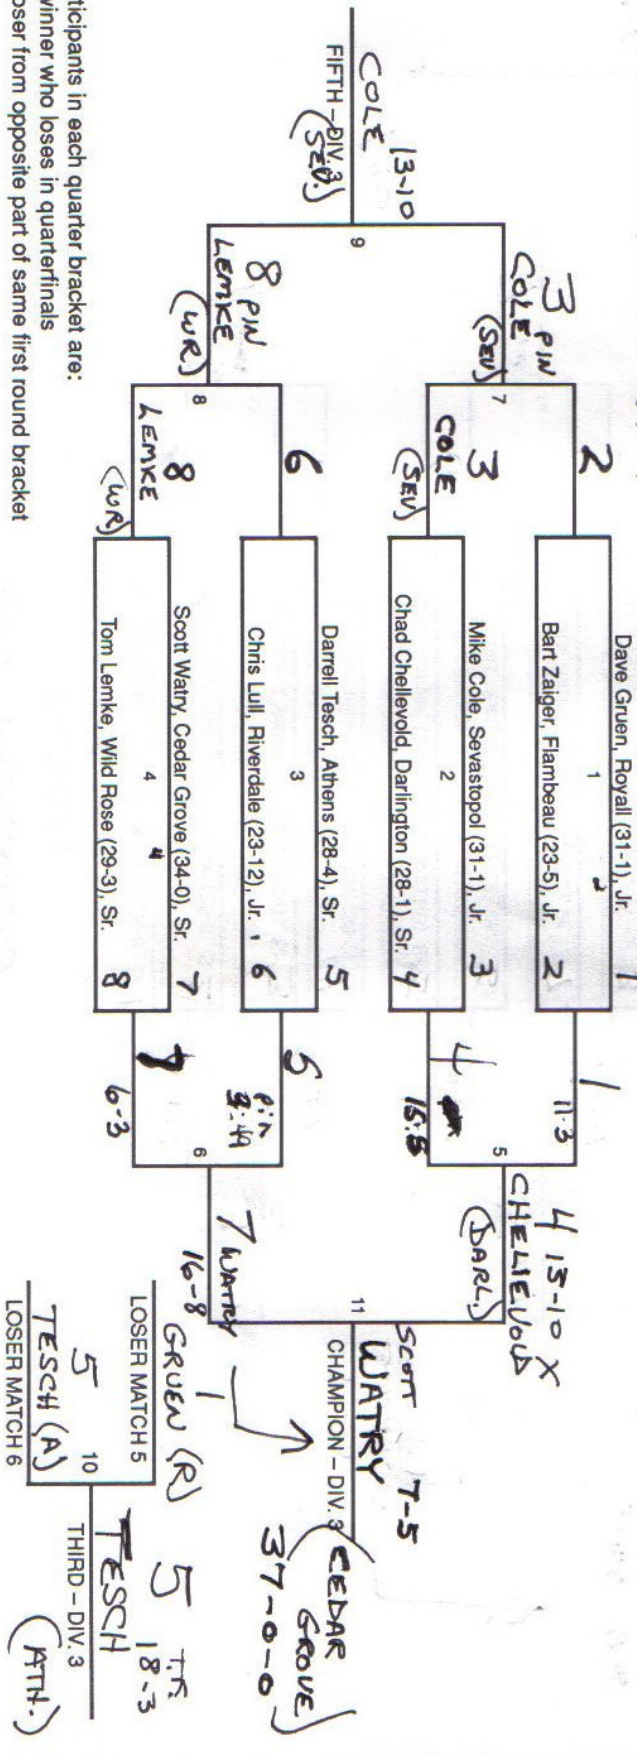 Dave Gruen, Royall (31-1), Jr. 1
1
Bart Zaiger, Flambeau (23-5), Jr. 2
Mike Cole, Sevastopol (31-1), Jr. 3
2
Chad Chellevold, Darlington (28-1), Sr. 4
Darrell Tesch, Athens (28-4), Sr. 5
3
Chris Lull, Riverdale (23-12), Jr. 6
Scott Watry, Cedar Grove (34-0), Sr. 7
4 4
Tom Lemke, Wild Rose (29-3), Sr. 8
2
3
COLE
(SEV)
6
8
LEMKE
(WR)
7
3 PIN
COLE
(SEV)
8
8 PIN
LEMKE
(WR)
9
13-10
COLE
FIFTH – DIV. 3
(SEV.)
1
11-3
4
5
pin
7
6-3
5
4 13-10 X
CHELLEVOLD
(DARL.)
6
7 WATRY
16-8
11
SCOTT
WATRY 7-5
CHAMPION – DIV. 3
(CEDAR
GROVE)
37-0-0
GRUEN (R) 1
LOSER MATCH 5
5
TESCH (A)
LOSER MATCH 6
10
5 T.F.
18-3
TESCH
THIRD – DIV. 3
(ATH.)
ticipants in each quarter bracket are:
winner who loses in quarterfinals
oser from opposite part of same first round bracket